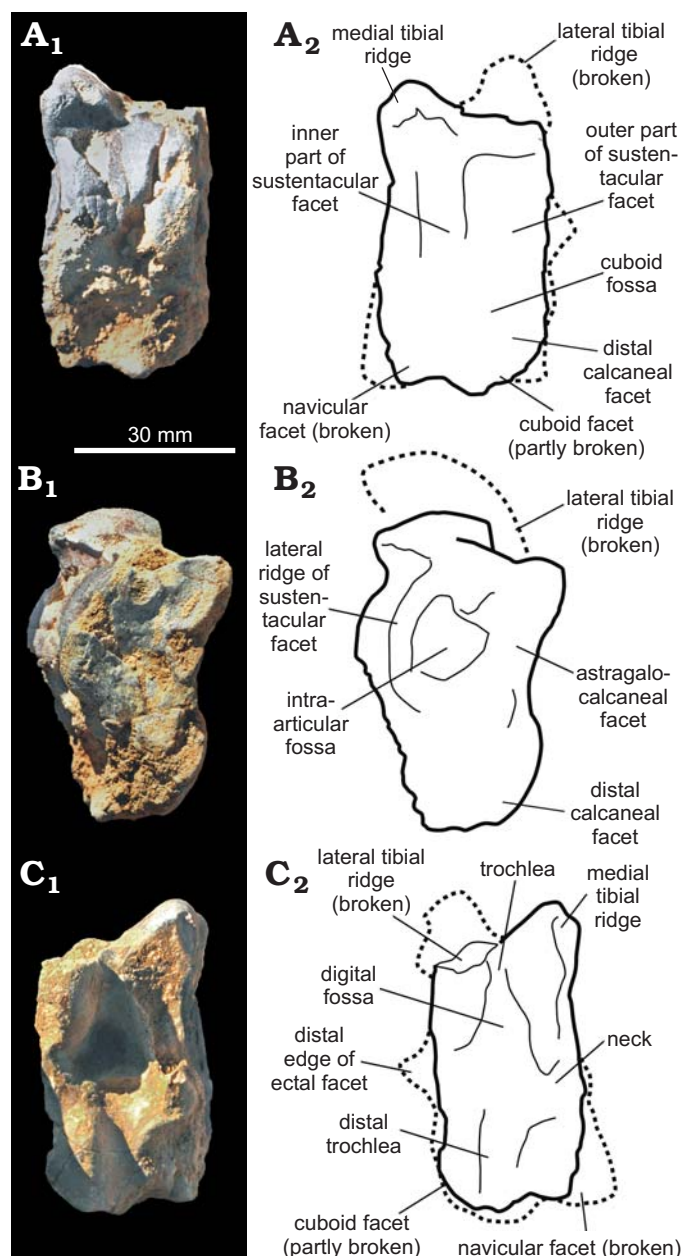 A1
A2
medial tibial
ridge
lateral tibial
ridge
(broken)
inner
part of
sustentacular
facet
outer part
of susten-
tacular
facet
cuboid
fossa
distal
calcaneal
facet
navicular
facet (broken)
cuboid facet
(partly broken)
30 mm
B1
B2
lateral tibial
ridge
(broken)
lateral
ridge of
susten-
tacular
facet
intra-
articular
fossa
astragalo-
calcaneal
facet
distal
calcaneal
facet
C1
C2
lateral tibial
ridge
(broken)
trochlea
medial
tibial
ridge
digital
fossa
distal
edge of
ectal facet
neck
distal
trochlea
cuboid facet
(partly broken)
navicular facet (broken)